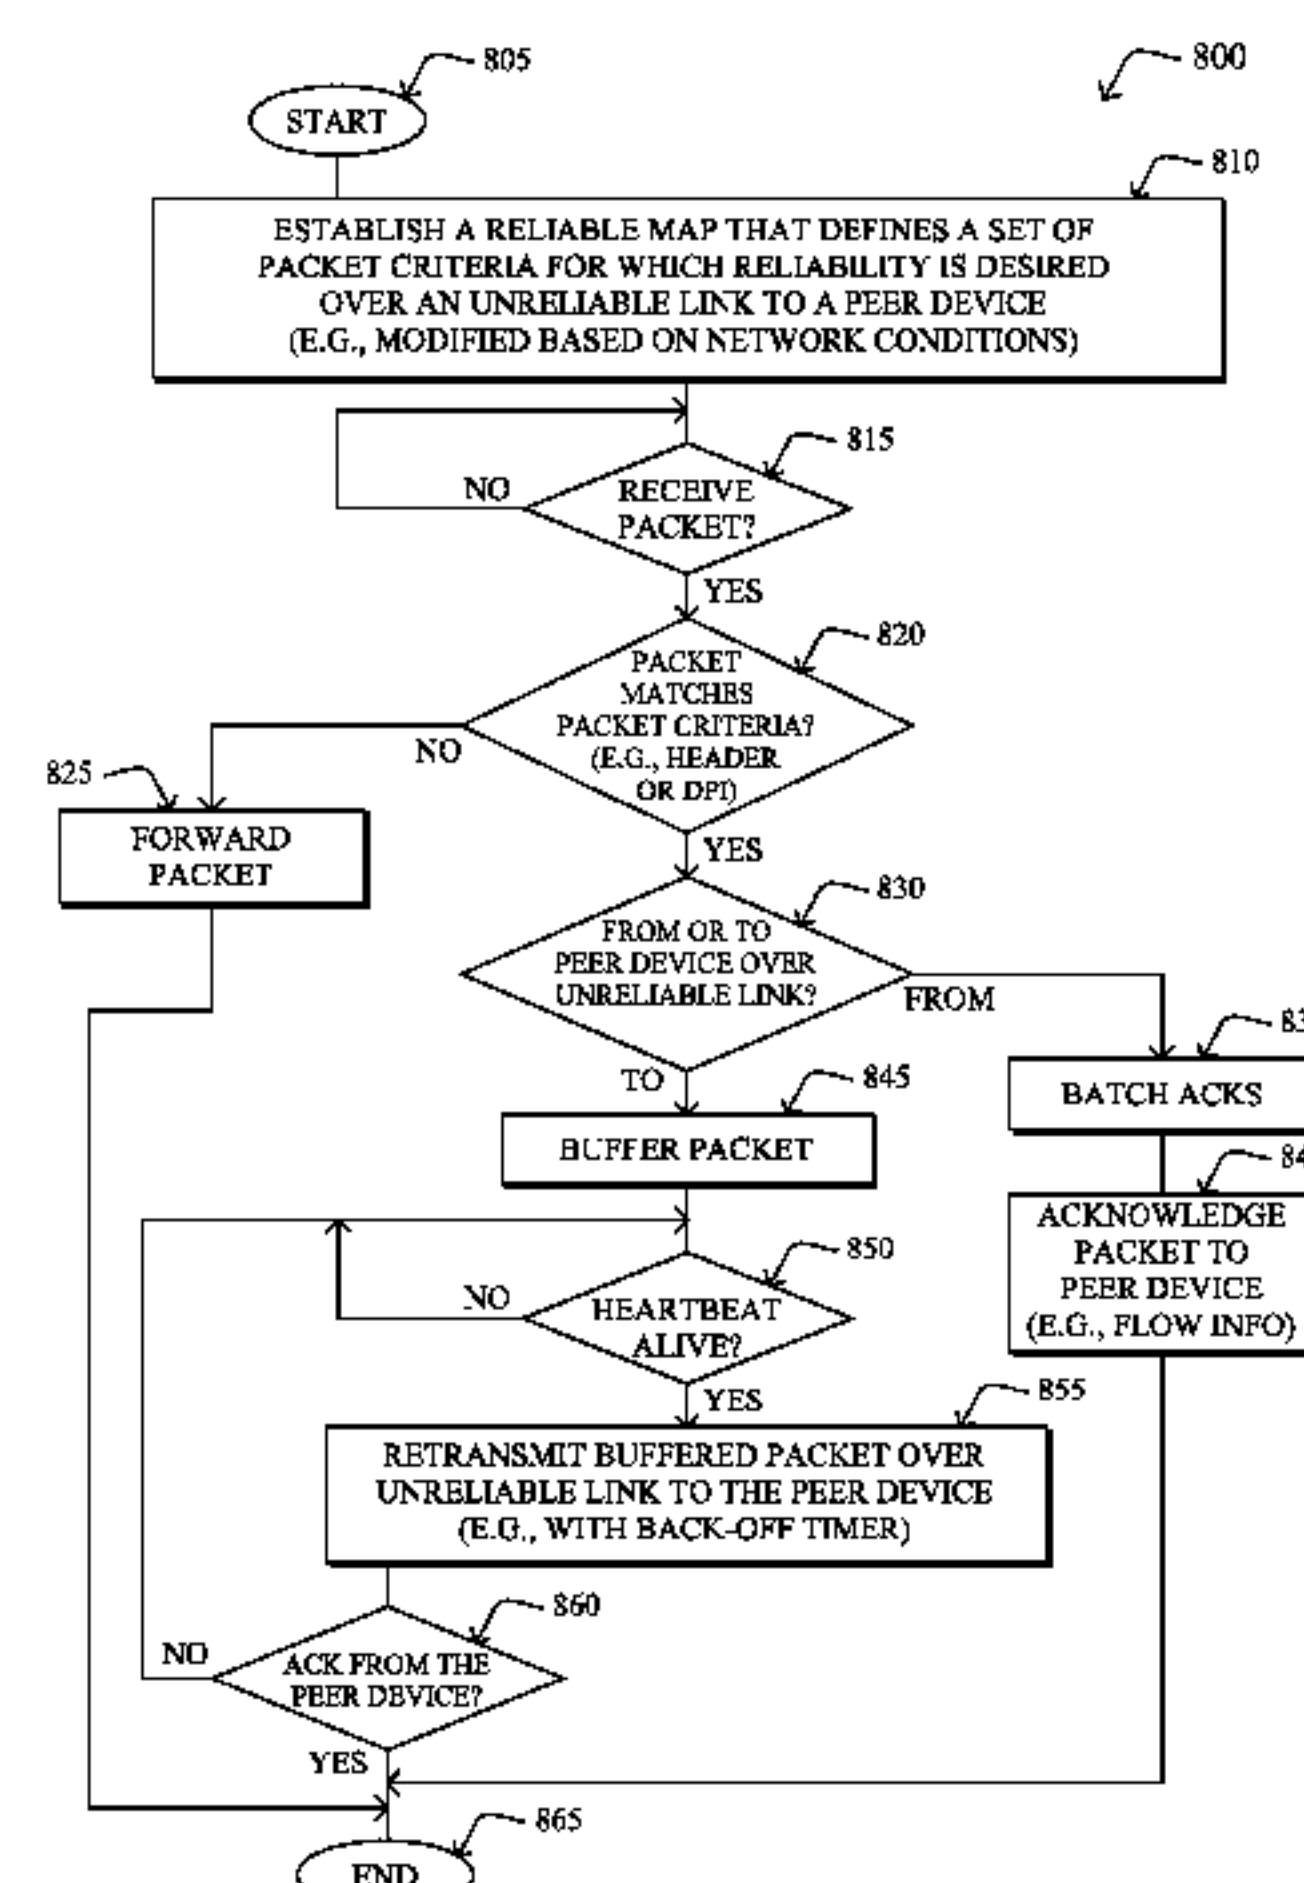 805
800
START
810
ESTABLISH A RELIABLE MAP THAT DEFINES A SET OF
PACKET CRITERIA FOR WHICH RELIABILITY IS DESIRED
OVER AN UNRELIABLE LINK TO A PEER DEVICE
(E.G., MODIFIED BASED ON NETWORK CONDITIONS)
815
NO
RECEIVE
PACKET?
YES
820
PACKET
MATCHES
PACKET CRITERIA?
(E.G., HEADER
OR DPI)
NO
825
FORWARD
PACKET
YES
830
FROM OR TO
PEER DEVICE OVER
UNRELIABLE LINK?
FROM
TO
845
BUFFER PACKET
BATCH ACKS
ACKNOWLEDGE
PACKET TO
PEER DEVICE
(E.G., FLOW INFO)
850
NO
HEARTBEAT
ALIVE?
YES
855
RETRANSMIT BUFFERED PACKET OVER
UNRELIABLE LINK TO THE PEER DEVICE
(E.G., WITH BACK-OFF TIMER)
860
NO
ACK FROM THE
PEER DEVICE?
YES
865
END